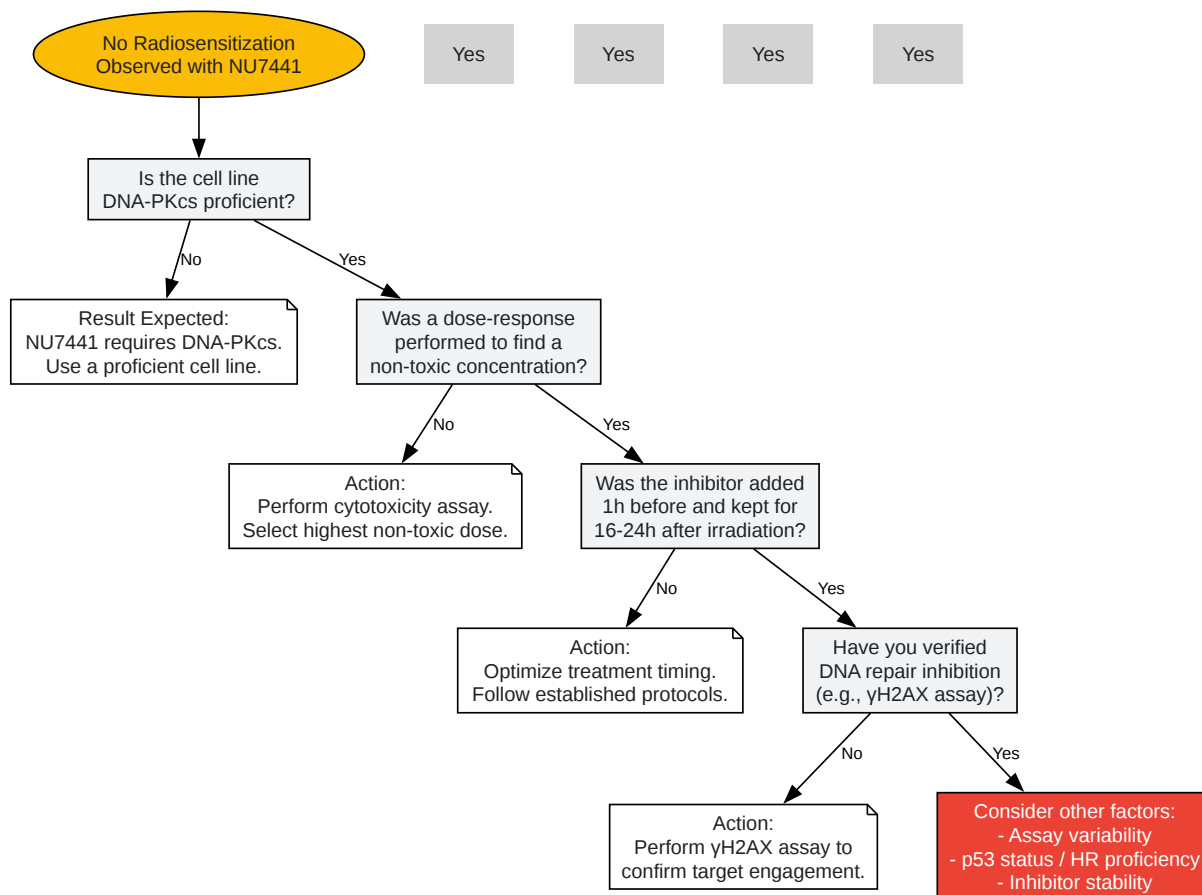 No Radiosensitization
Observed with NU7441
Yes
Yes
Yes
Yes
Is the cell line
DNA-PKcs proficient?
No
Yes
Result Expected:
NU7441 requires DNA-PKcs.
Use a proficient cell line.
Was a dose-response
performed to find a
non-toxic concentration?
No
Yes
Action:
Perform cytotoxicity assay.
Select highest non-toxic dose.
Was the inhibitor added
1h before and kept for
16-24h after irradiation?
No
Yes
Action:
Optimize treatment timing.
Follow established protocols.
Have you verified
DNA repair inhibition
(e.g., γH2AX assay)?
No
Yes
Action:
Perform γH2AX assay to
confirm target engagement.
Consider other factors:
- Assay variability
- p53 status / HR proficiency
- Inhibitor stability